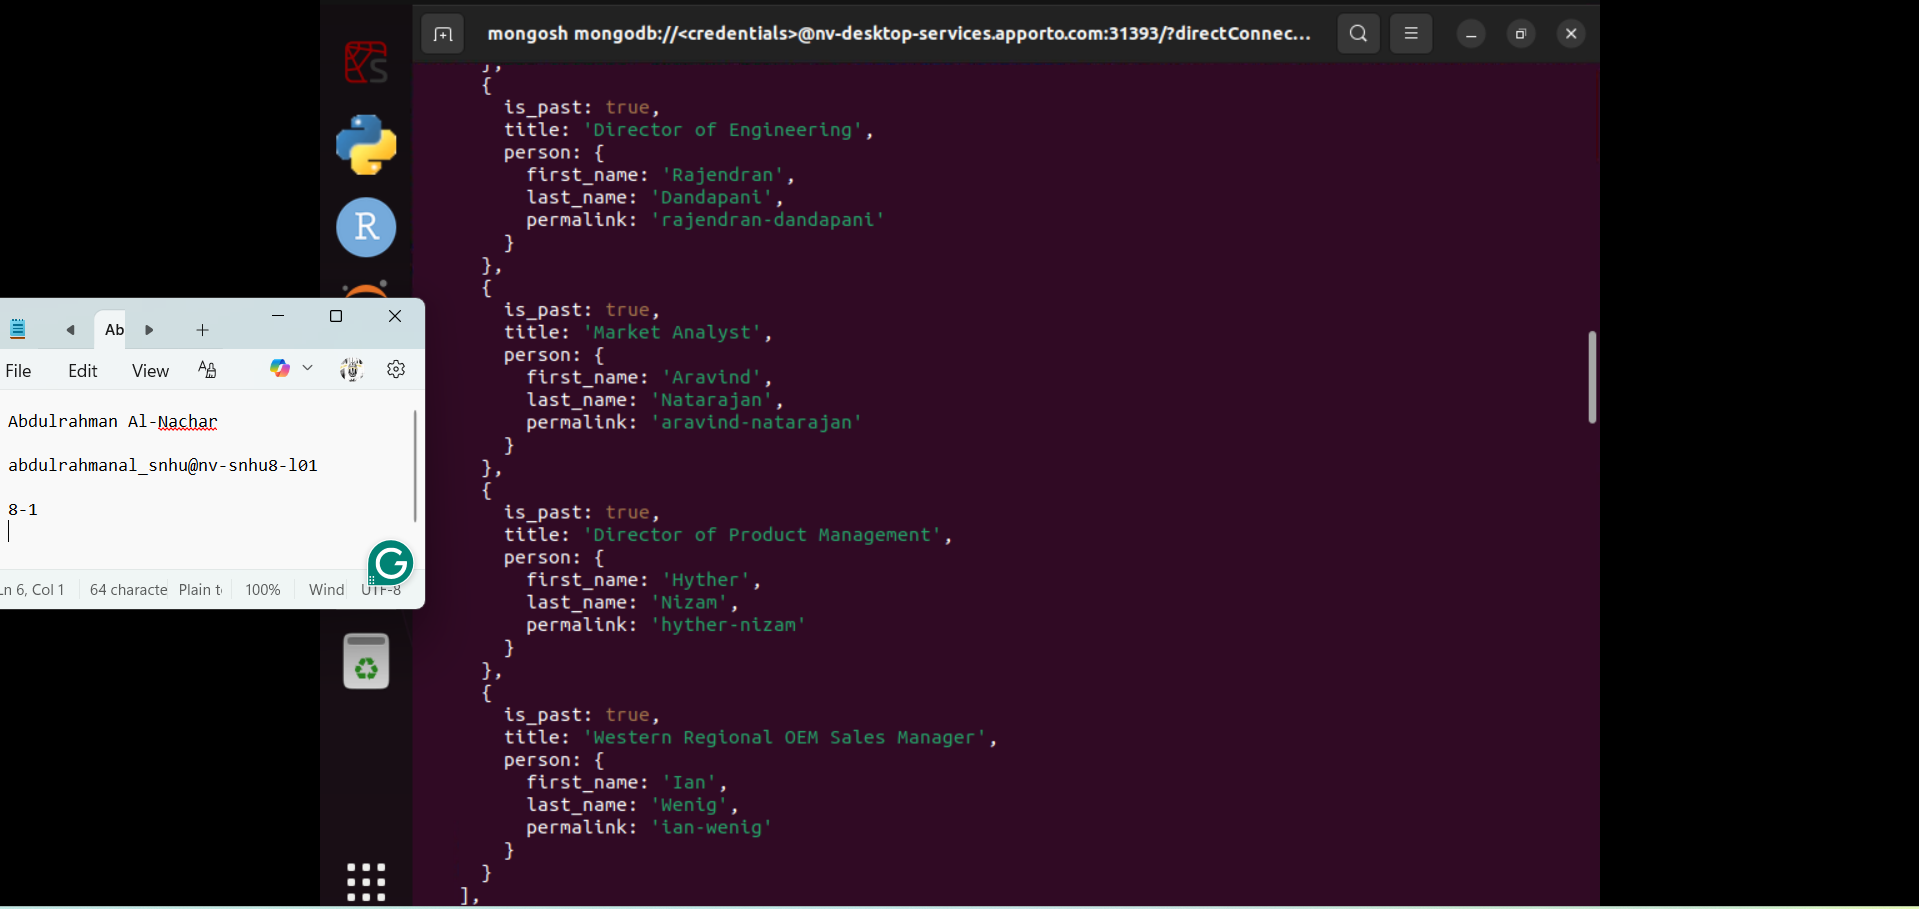 mongosh mongodb://<credentials>@nv-desktop-services.apporto.com:31393/?directConnec...
},
{
is_past: true,
title: 'Director of Engineering',
person: {
first_name: 'Rajendran',
last_name: 'Dandapani',
permalink: 'rajendran-dandapani'
}
},
{
is_past: true,
title: 'Market Analyst',
person: {
first_name: 'Aravind',
last_name: 'Natarajan',
permalink: 'aravind-natarajan'
}
},
{
is_past: true,
title: 'Director of Product Management',
person: {
first_name: 'Hyther',
last_name: 'Nizam',
permalink: 'hyther-nizam'
}
},
{
is_past: true,
title: 'Western Regional OEM Sales Manager',
person: {
first_name: 'Ian',
last_name: 'Wenig',
permalink: 'ian-wenig'
}
}
],
S
R
Ab
File Edit View
Abdulrahman Al-Nachar
abdulrahmanal_snhu@nv-snhu8-l01
8-1
G
Ln 6, Col 1 64 characte Plain t 100% Wind UTF-8